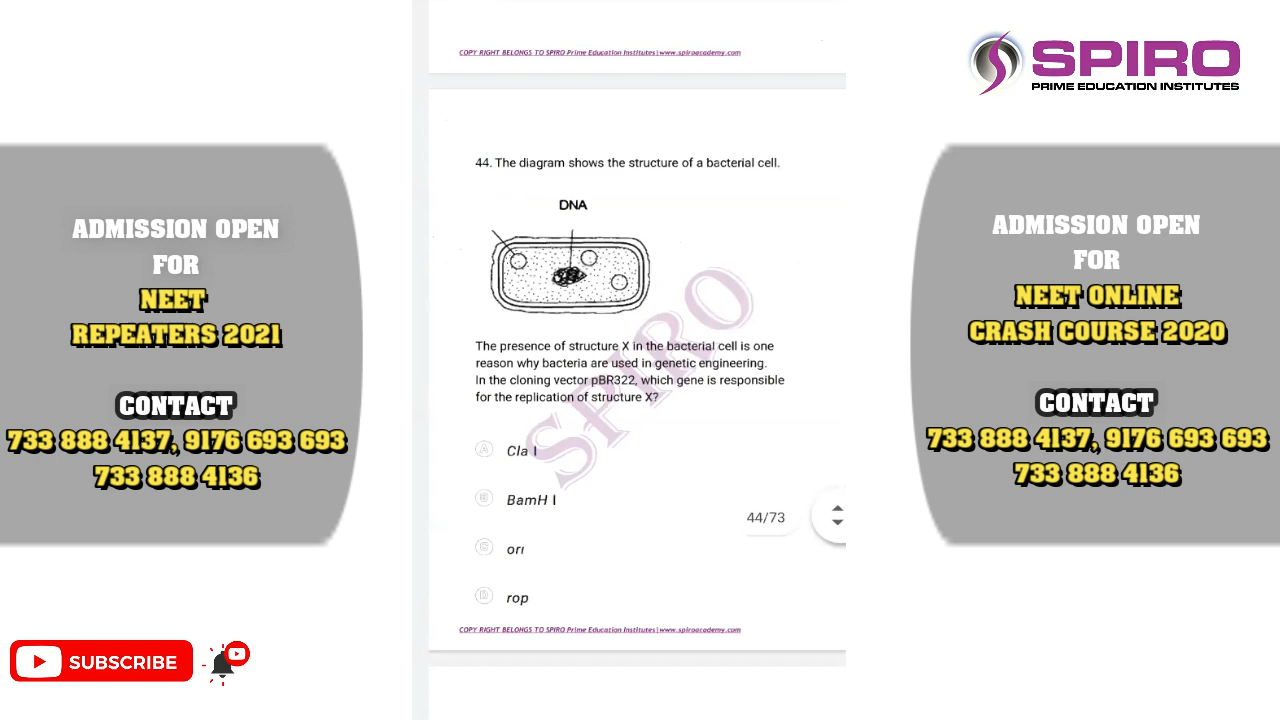 COPY RIGHT BELONGS TO SPIRO Prime Education Institutes|www.spiroacademy.com
SPIRO
PRIME EDUCATION INSTITUTES
44. The diagram shows the structure of a bacterial cell.
DNA
ADMISSION OPEN
FOR
NEET
REPEATERS 2021
CONTACT
733 888 4137, 9176 693 693
733 888 4136
SPIRO
The presence of structure X in the bacterial cell is one
reason why bacteria are used in genetic engineering.
In the cloning vector pBR322, which gene is responsible
for the replication of structure X?
A Cla I
B BamH I
C ori
D rop
44/73
COPY RIGHT BELONGS TO SPIRO Prime Education Institutes|www.spiroacademy.com
ADMISSION OPEN
FOR
NEET ONLINE
CRASH COURSE 2020
CONTACT
733 888 4137, 9176 693 693
733 888 4136
SUBSCRIBE